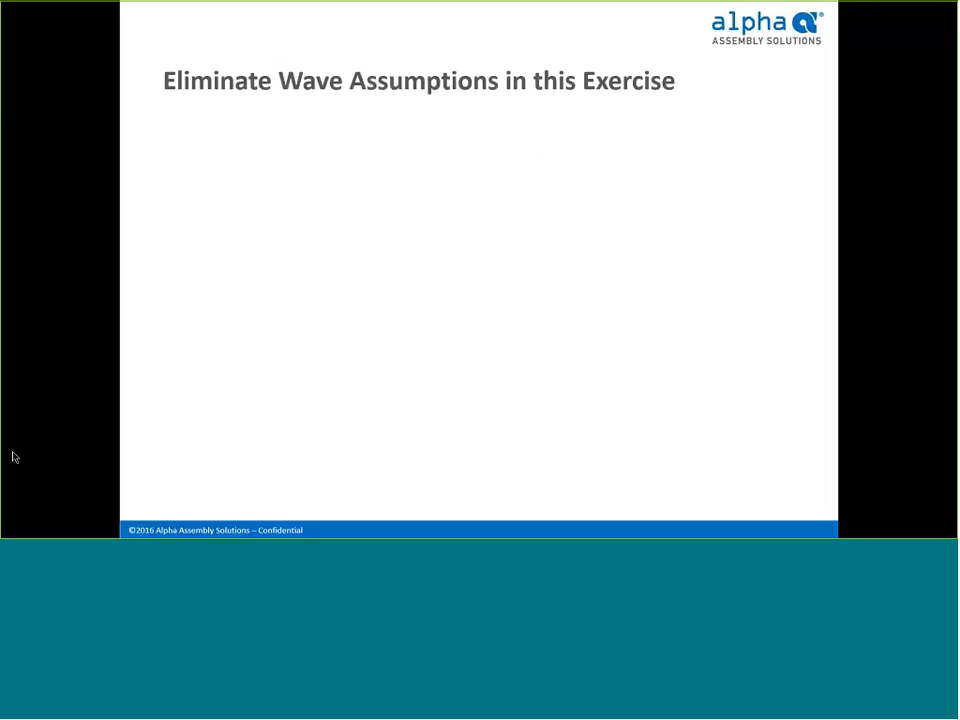 alpha a®
ASSEMBLY SOLUTIONS
Eliminate Wave Assumptions in this Exercise
©2016 Alpha Assembly Solutions – Confidential